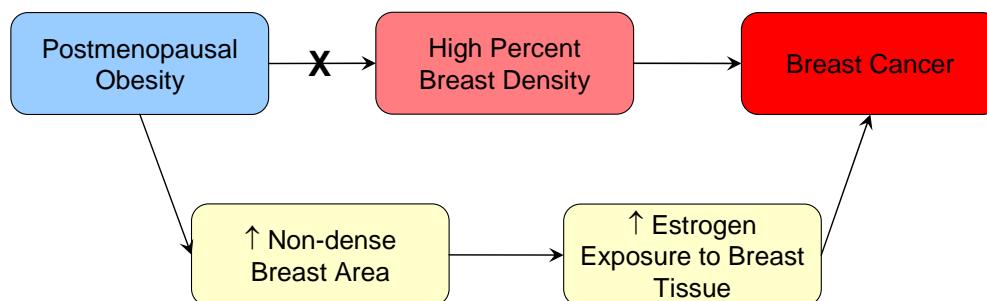 Postmenopausal
Obesity
X
High Percent
Breast Density
Breast Cancer
↑ Non-dense
Breast Area
↑ Estrogen
Exposure to Breast
Tissue